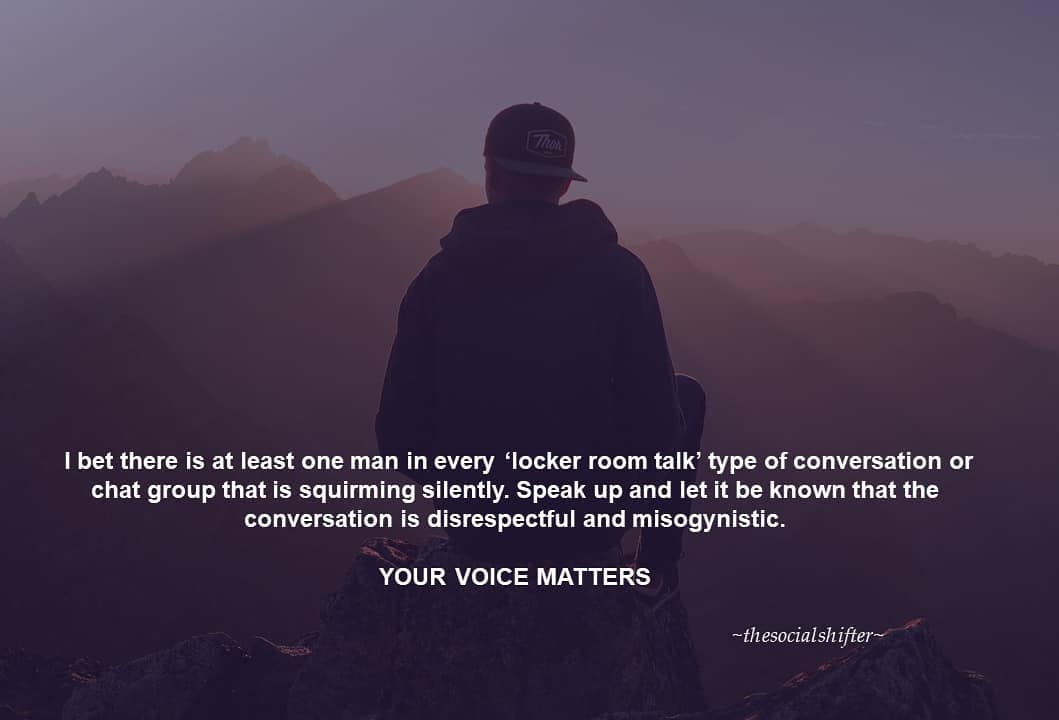 Thok
I bet there is at least one man in every ‘locker room talk’ type of conversation or
chat group that is squirming silently. Speak up and let it be known that the
conversation is disrespectful and misogynistic.
YOUR VOICE MATTERS
~thesocialshifter~